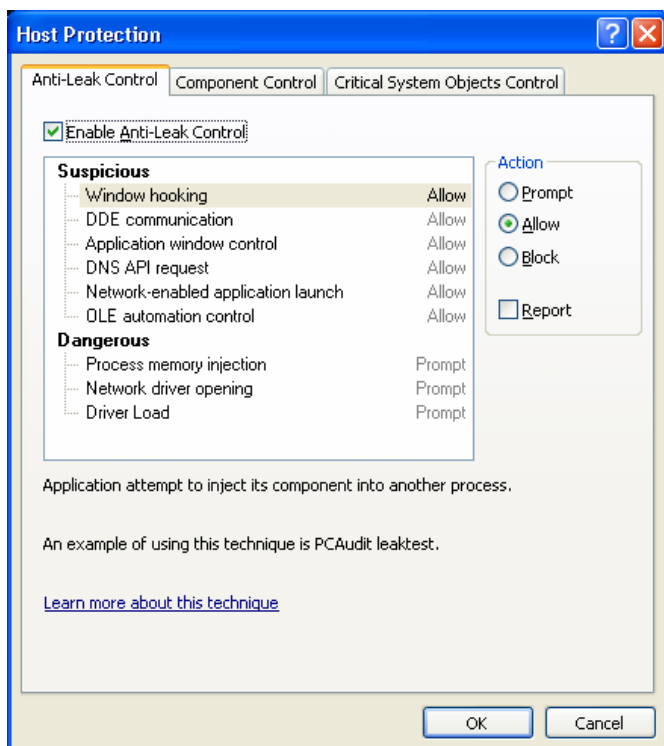 Host Protection
Anti-Leak Control Component Control Critical System Objects Control
Enable Anti-Leak Control
Suspicious
Window hooking Allow
DDE communication Allow
Application window control Allow
DNS API request Allow
Network-enabled application launch Allow
OLE automation control Allow
Dangerous
Process memory injection Prompt
Network driver opening Prompt
Driver Load Prompt
Action
Prompt
Allow
Block
Report
Application attempt to inject its component into another process.
An example of using this technique is PCAudit leaktest.
Learn more about this technique
OK Cancel